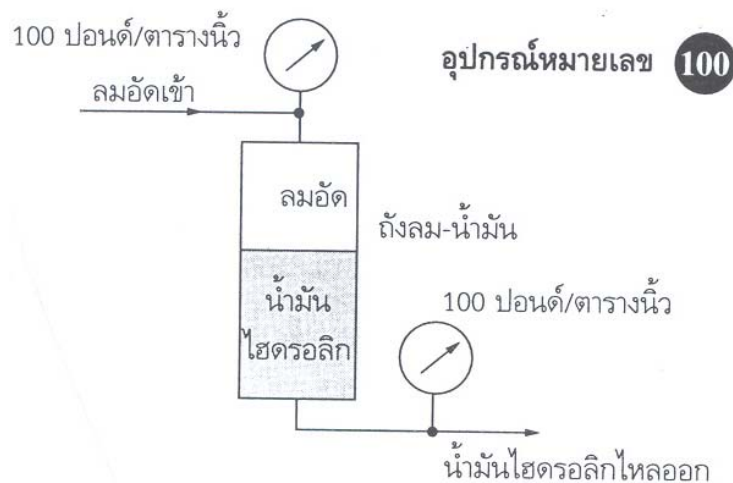 100 ปอนด์/ตารางนิ้ว
อุปกรณ์หมายเลข 100
ลมอัดเข้า
ลมอัด
ถังลม-น้ำมัน
น้ำมัน
ไฮดรอลิก
100 ปอนด์/ตารางนิ้ว
น้ำมันไฮดรอลิกไหลออก